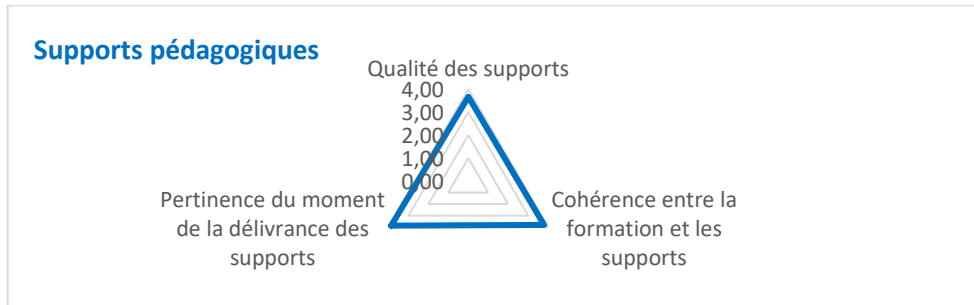 Supports pédagogiques
Qualité des supports
4,00
3,00
2,00
1,00
0,00
Pertinence du moment
de la délivrance des
supports
Cohérence entre la
formation et les
supports